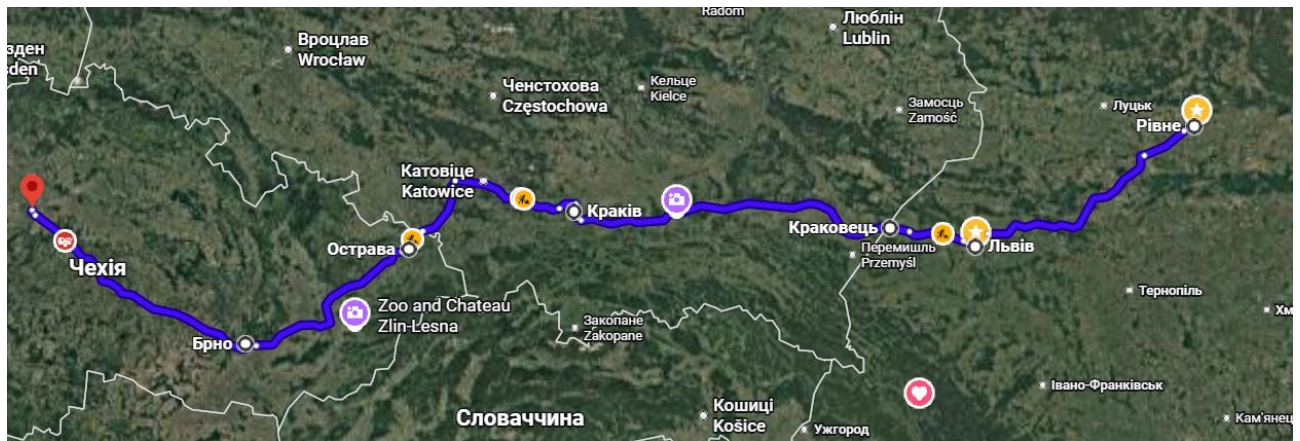 Radom
Люблін
Lublin
Вроцлав
Wrocław
зден
sden
Ченстохова
Częstochowa
Кельце
Kielce
Замосць
Zamość
Луцьк
Рівне
Катовіце
Katowice
Краків
Краковець
Перемишль
Przemyśl
Львів
Острава
Чехія
Zoo and Chateau
Zlín-Lešná
Брно
Закопане
Zakopane
Тернопіль
Хм
Івано-Франківськ
Словаччина
Кошиці
Košice
Ужгород
Кам'янец